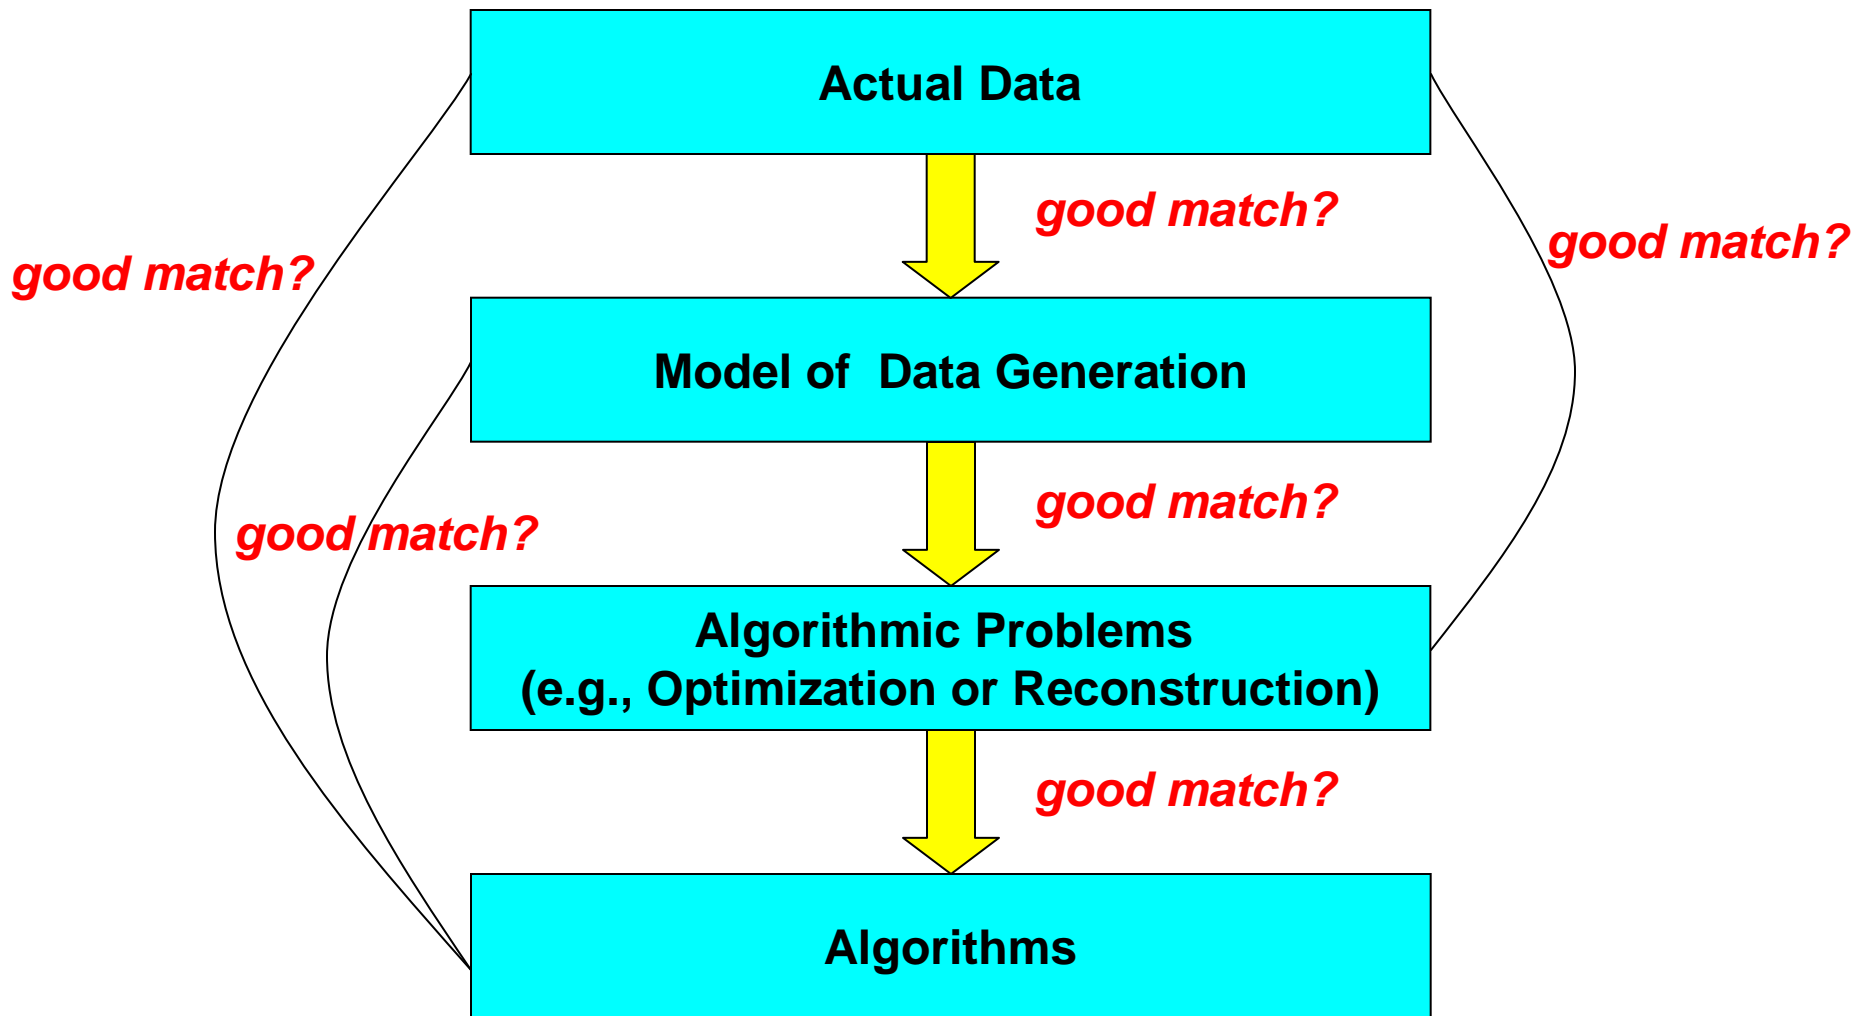 Actual Data
good match?
good match?
good match?
Model of  Data Generation
good match?
good match?
Algorithmic Problems
(e.g., Optimization or Reconstruction)
good match?
Algorithms